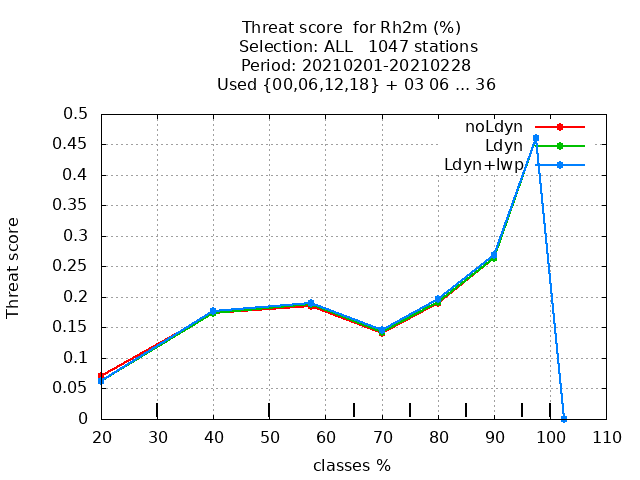 Threat score  for Rh2m (%)
Selection: ALL   1047 stations
Period: 20210201-20210228
Used {00,06,12,18} + 03 06 ... 36
noLdyn
Ldyn
Ldyn+lwp
0.5
0.45
0.4
0.35
0.3
0.25
0.2
0.15
0.1
0.05
0
Threat score
20 30 40 50 60 70 80 90 100 110
classes %